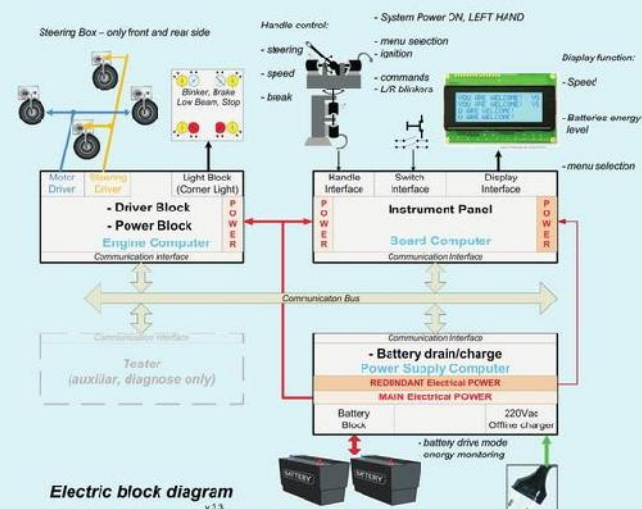 Steering Box – only front and rear side
Blinker, Brake
Low Beam, Stop
Handle control:
- steering
- speed
- break
- System Power ON, LEFT HAND
- menu selection
- ignition
- commands
- L/R blinkers
Display function:
- Speed
- Batteries energy
level
- menu selection
YOU ARE WELCOME!
YOU ARE WELCOME!
U ARE WELCOME!
U ARE WELCOME!
Motor
Driver
Steering
Driver
Light Block
(Corner Light)
- Driver Block
- Power Block
Engine Computer
POWER
Communication Interface
Handle
Interface
Switch
Interface
Display
Interface
POWER
Instrument Panel
Board Computer
POWER
Communication Interface
Communicaton Bus
Communication Interface
Tester
(auxiliar, diagnose only)
Communication Interface
- Battery drain/charge
Power Supply Computer
REDUNDANT Electrical POWER
MAIN Electrical POWER
Battery
Block
220Vac
Offline charger
- battery drive mode
energy monitoring
Electric block diagram